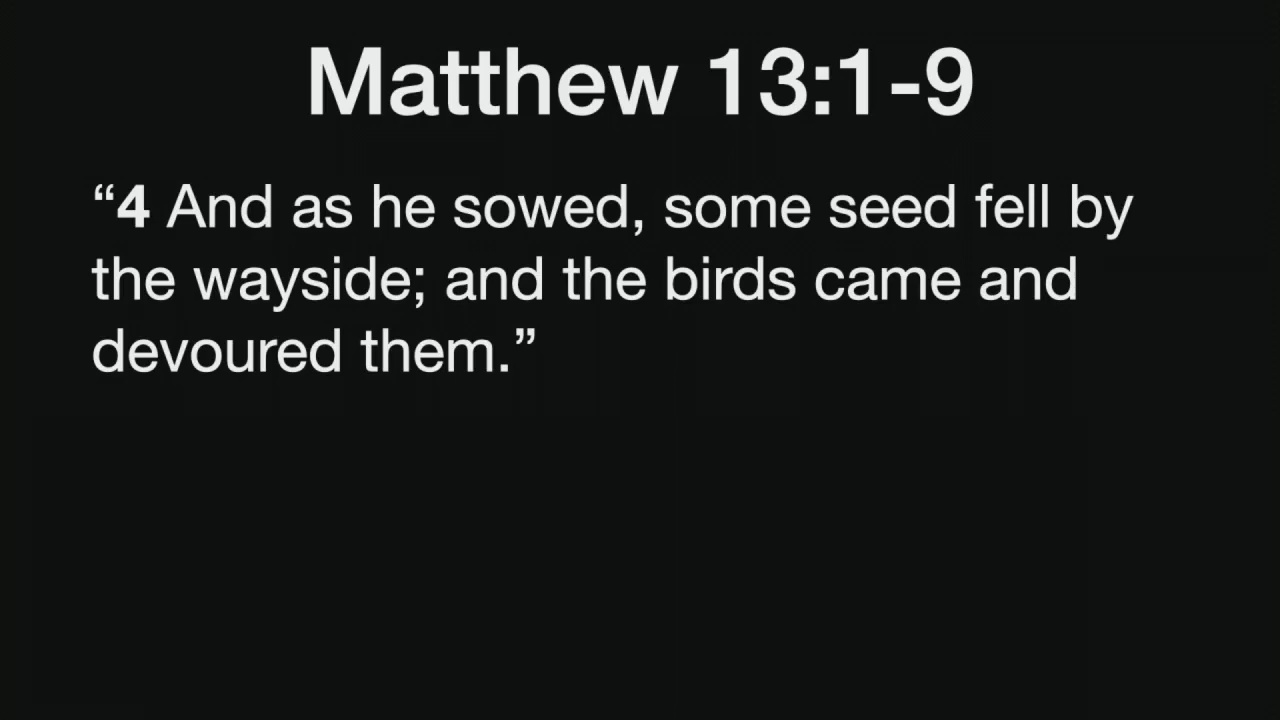 Matthew 13:1-9
“4 And as he sowed, some seed fell by
the wayside; and the birds came and
devoured them.”